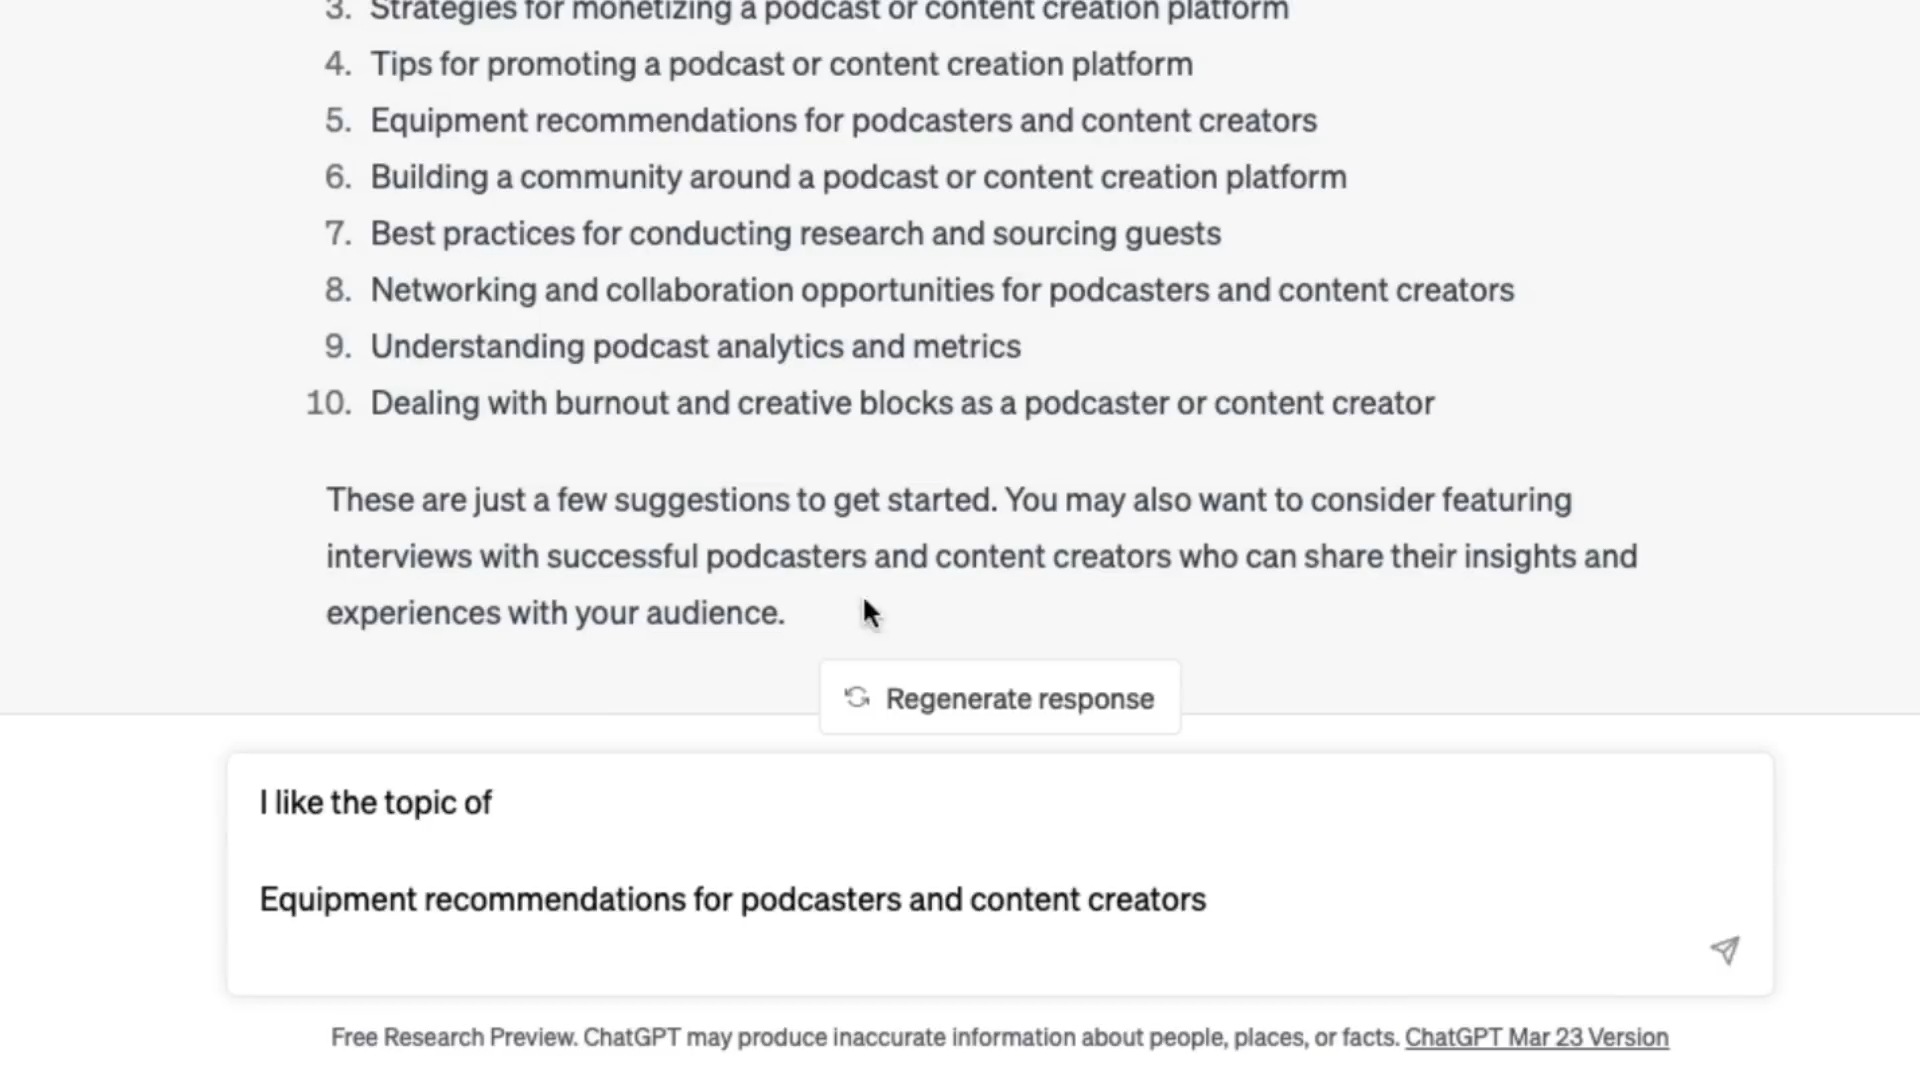 3. Strategies for monetizing a podcast or content creation platform
4. Tips for promoting a podcast or content creation platform
5. Equipment recommendations for podcasters and content creators
6. Building a community around a podcast or content creation platform
7. Best practices for conducting research and sourcing guests
8. Networking and collaboration opportunities for podcasters and content creators
9. Understanding podcast analytics and metrics
10. Dealing with burnout and creative blocks as a podcaster or content creator
These are just a few suggestions to get started. You may also want to consider featuring
interviews with successful podcasters and content creators who can share their insights and
experiences with your audience.
Regenerate response
I like the topic of
Equipment recommendations for podcasters and content creators
Free Research Preview. ChatGPT may produce inaccurate information about people, places, or facts. ChatGPT Mar 23 Version